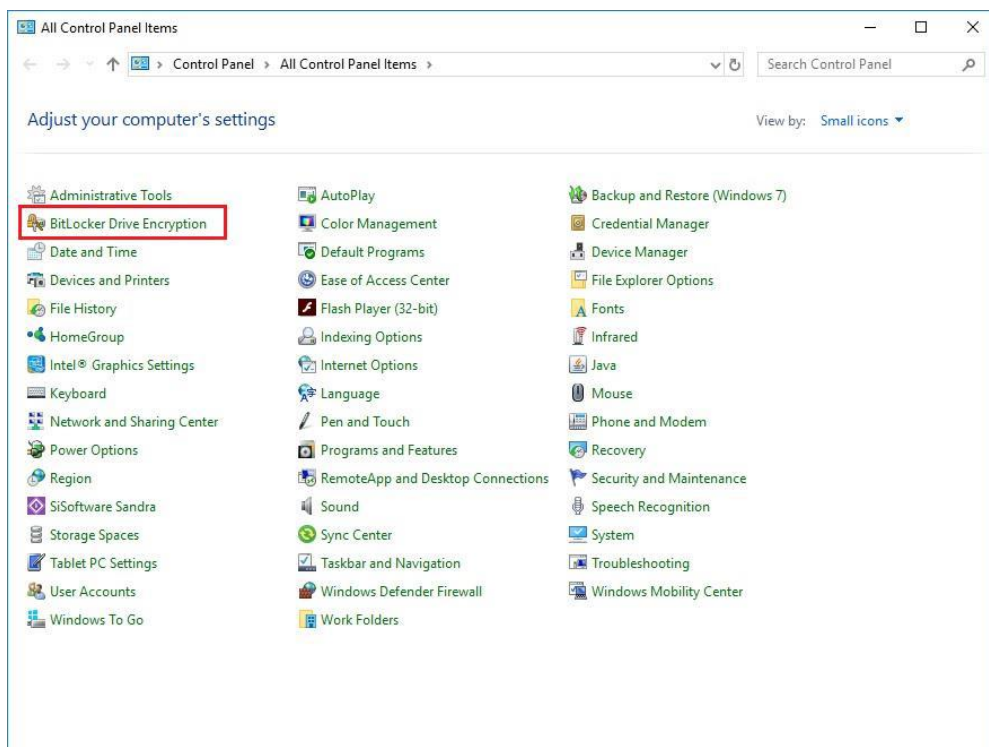 All Control Panel Items
Control Panel > All Control Panel Items >
Search Control Panel
Adjust your computer's settings
View by: Small icons
Administrative Tools
AutoPlay
Backup and Restore (Windows 7)
BitLocker Drive Encryption
Color Management
Credential Manager
Date and Time
Default Programs
Device Manager
Devices and Printers
Ease of Access Center
File Explorer Options
File History
Flash Player (32-bit)
Fonts
HomeGroup
Indexing Options
Infrared
Intel® Graphics Settings
Internet Options
Java
Keyboard
Language
Mouse
Network and Sharing Center
Pen and Touch
Phone and Modem
Power Options
Programs and Features
Recovery
Region
RemoteApp and Desktop Connections
Security and Maintenance
SiSoftware Sandra
Sound
Speech Recognition
Storage Spaces
Sync Center
System
Tablet PC Settings
Taskbar and Navigation
Troubleshooting
User Accounts
Windows Defender Firewall
Windows Mobility Center
Windows To Go
Work Folders